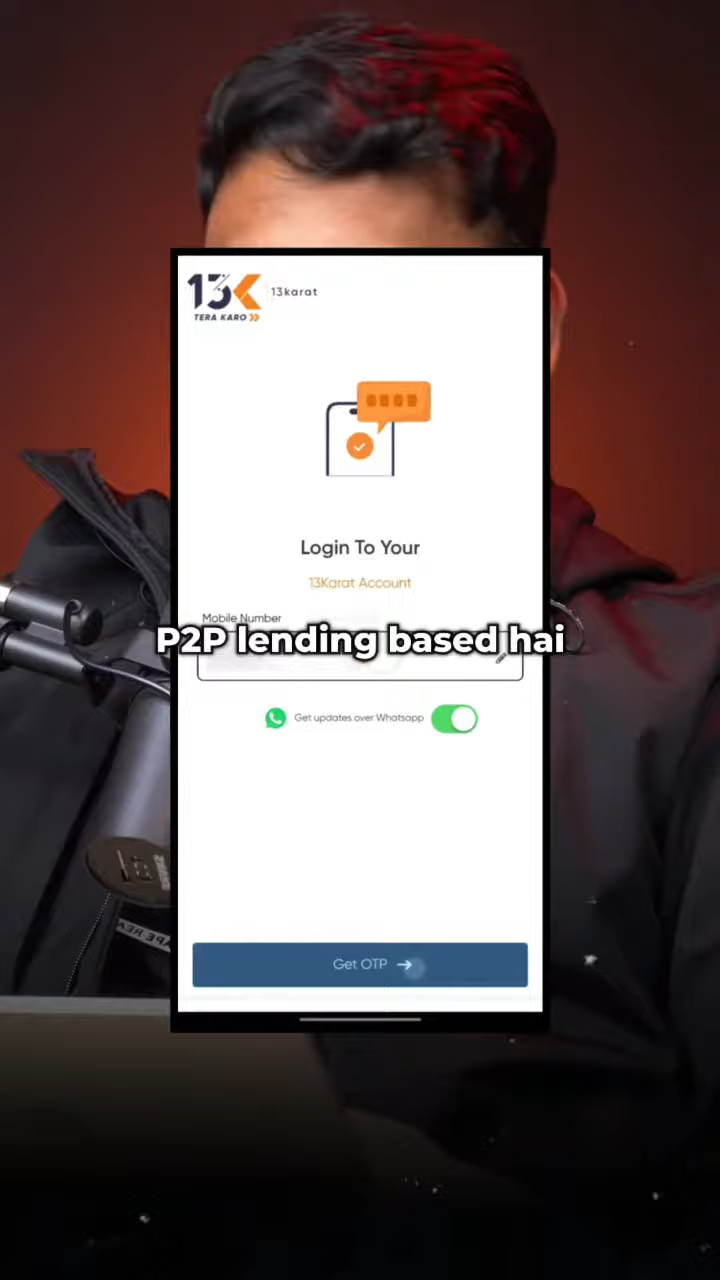 13K
13karat
TERA KARO
Login To Your
13Karat Account
Mobile Number
P2P lending based hai
Get updates over Whatsapp
Get OTP